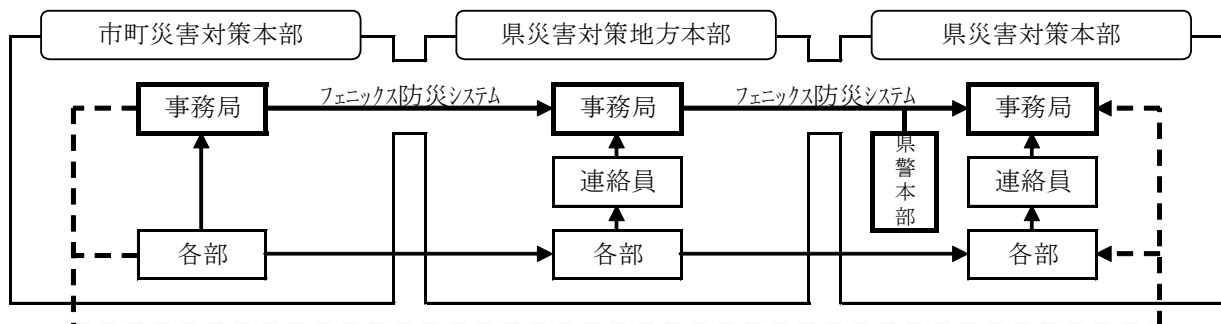 市町災害対策本部
県災害対策地方本部
県災害対策本部
事務局
フェニックス防災システム
事務局
フェニックス防災システム
事務局
県警本部
連絡員
連絡員
各部
各部
各部